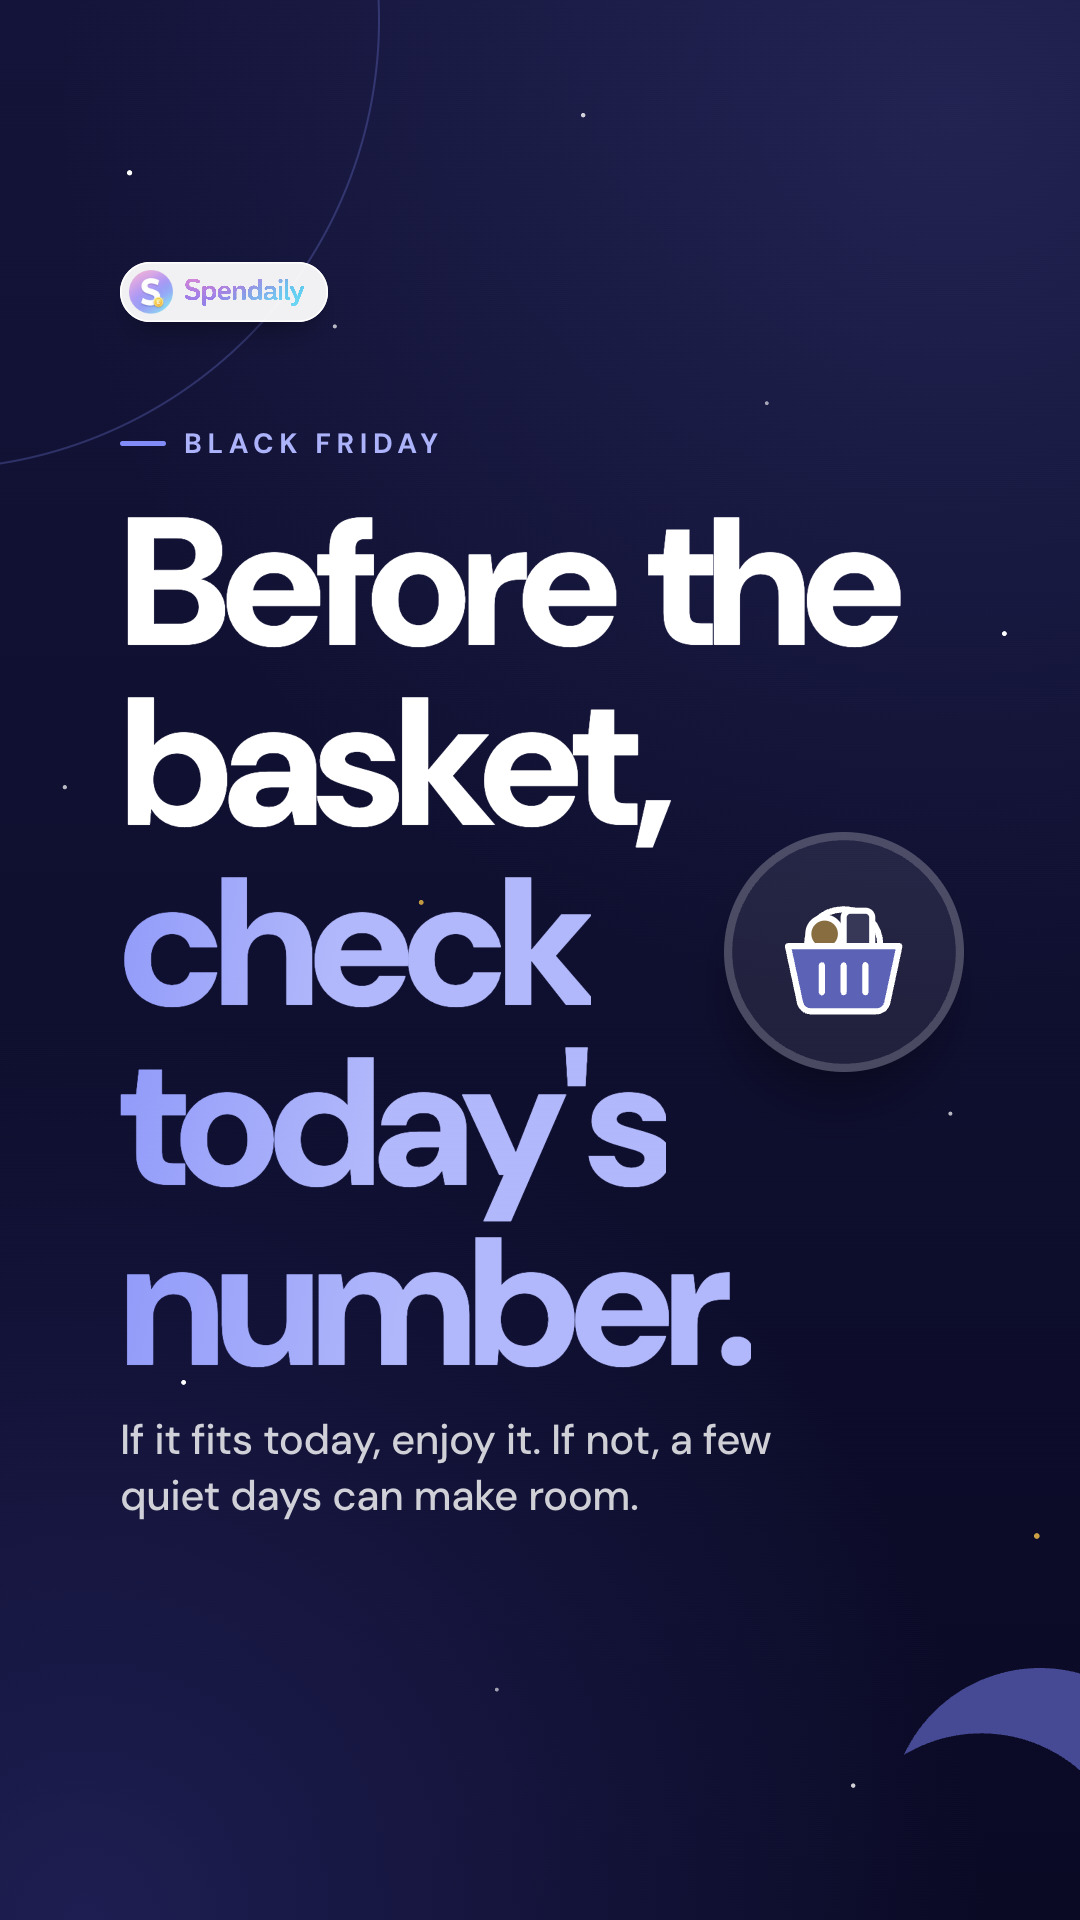 Spendaily
BLACK FRIDAY
Before the
basket,
check
today's
number.
If it fits today, enjoy it. If not, a few
quiet days can make room.